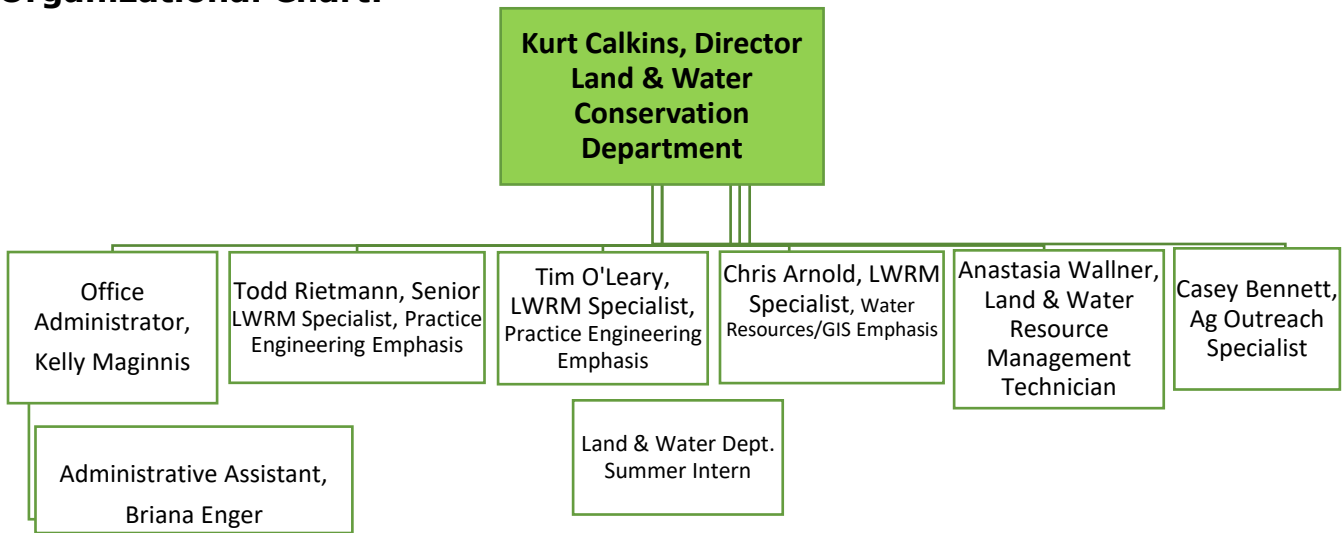 Organizational Chart:
Kurt Calkins, Director
Land & Water
Conservation
Department
Office
Administrator,
Kelly Maginnis
Todd Rietmann, Senior
LWRM Specialist, Practice
Engineering Emphasis
Tim O'Leary,
LWRM Specialist,
Practice Engineering
Emphasis
Chris Arnold, LWRM
Specialist, Water
Resources/GIS Emphasis
Anastasia Wallner,
Land & Water
Resource
Management
Technician
Casey Bennett,
Ag Outreach
Specialist
Administrative Assistant,
Briana Enger
Land & Water Dept.
Summer Intern